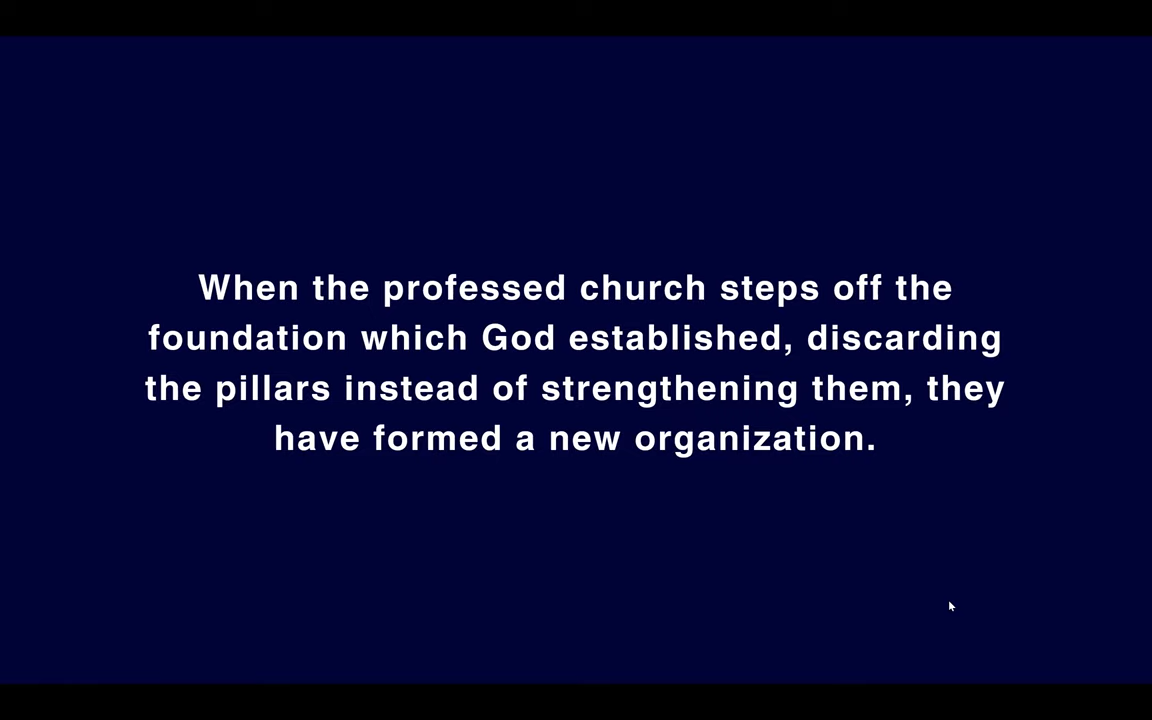 When the professed church steps off the
foundation which God established, discarding
the pillars instead of strengthening them, they
have formed a new organization.